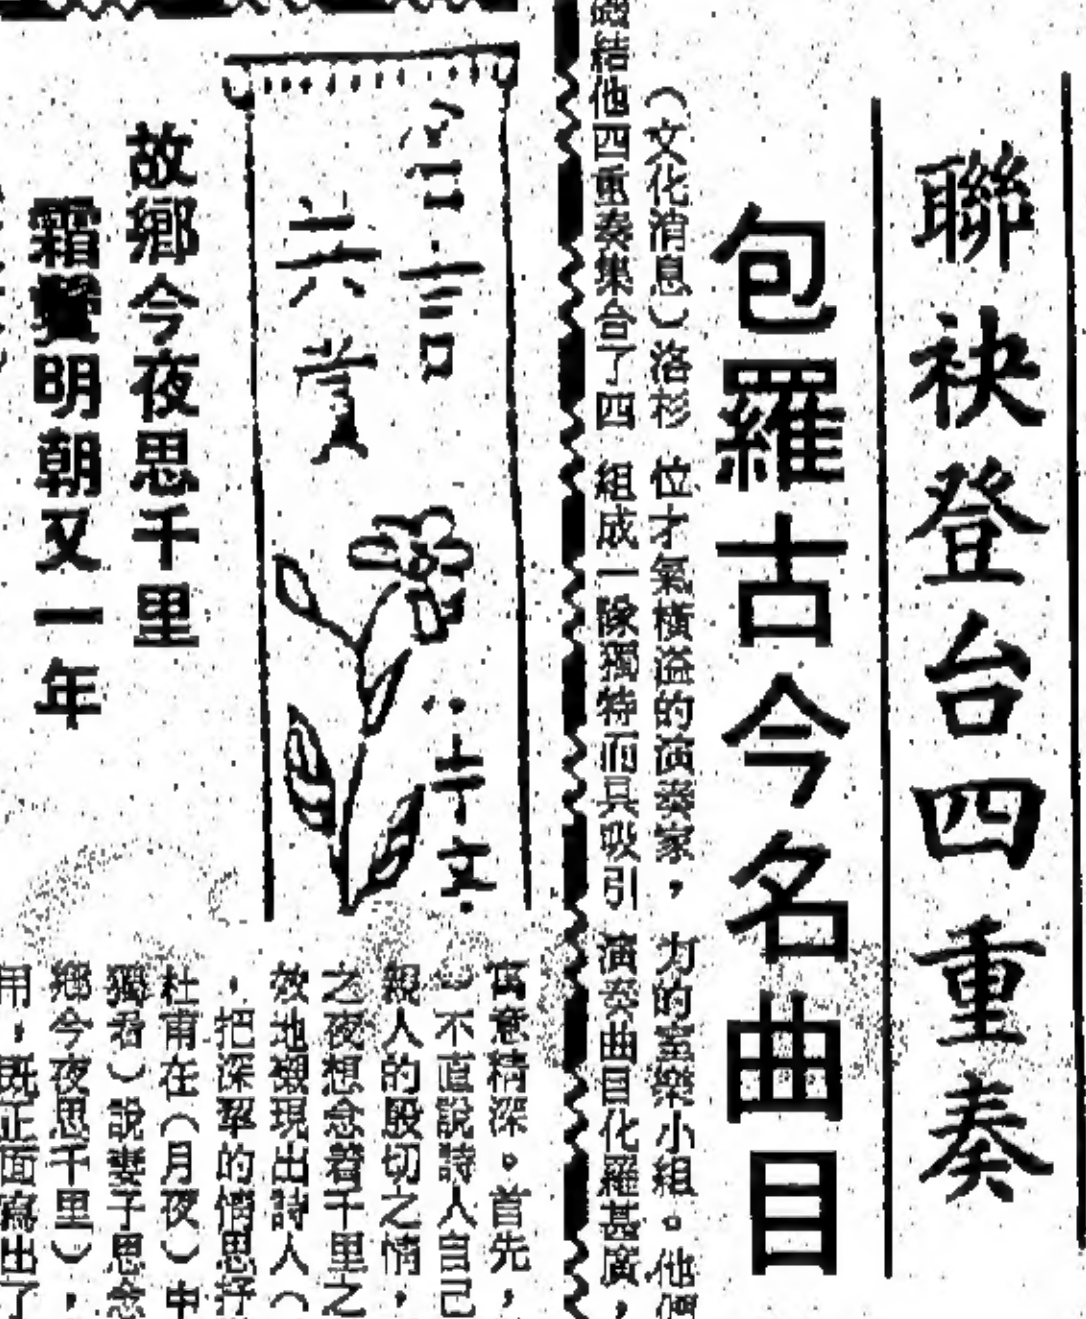 聯袂登台四重奏
包羅古今名曲目
（文化消息）洛杉
磯結他四重奏集合了四
位才氣橫溢的演奏家，
組成一隊獨特而具吸引
力的室樂小組。他們
演奏曲目化羅甚廣，
名言
共賞
故鄉今夜思千里
霜鬢明朝又一年
寓意精深。首先，
不直說詩人自己
親人的殷切之情，
之夜想念着千里之
效地現出詩人（
，把深摯的情思抒
杜甫在（月夜）中
獨看）說妻子思念
鄉今夜思千里），
用，既正面寫出了